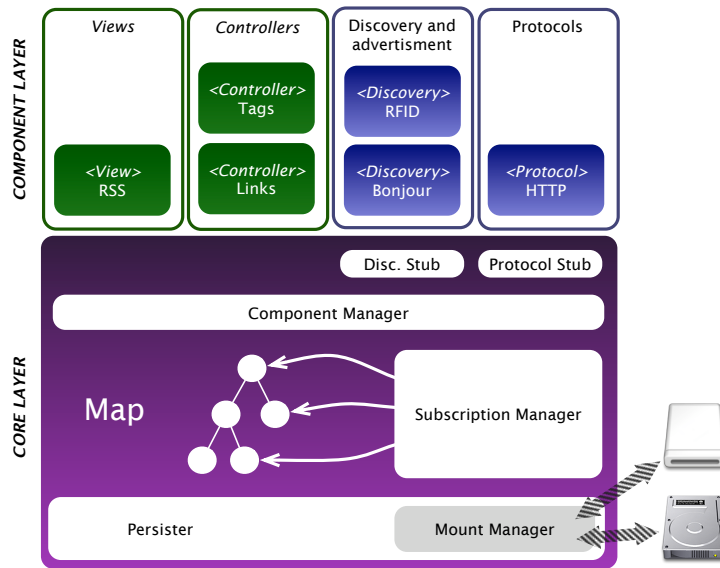 Views
Controllers
Discovery and
advertisment
Protocols
COMPONENT LAYER
<Controller>
Tags
<Discovery>
RFID
<View>
RSS
<Controller>
Links
<Discovery>
Bonjour
<Protocol>
HTTP
Disc. Stub
Protocol Stub
Component Manager
CORE LAYER
Map
Subscription Manager
Persister
Mount Manager